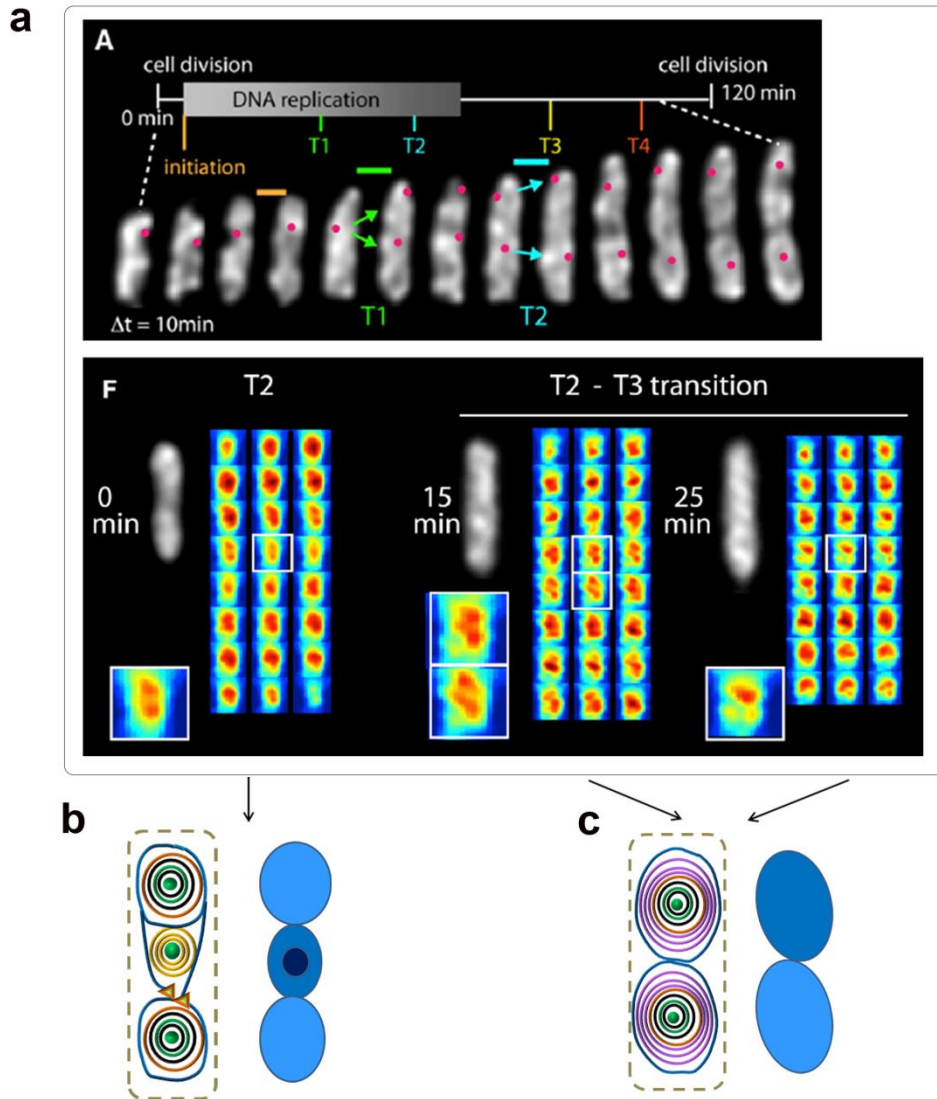 a
A
cell division
cell division
DNA replication
0 min
120 min
T1
T2
T3
T4
initiation
Δt = 10min
T1
T2
F
T2
T2 - T3 transition
0
min
15
min
25
min
b
c